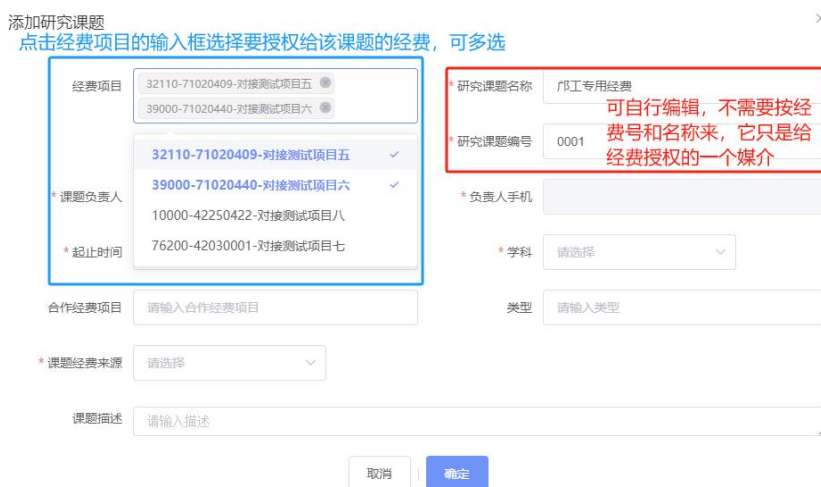 添加研究课题
点击经费项目的输入框选择要授权给该课题的经费，可多选
经费项目
32110-71020409-对接测试项目五
39000-71020440-对接测试项目六
* 研究课题名称
邝工专用经费
可自行编辑，不需要按经
费号和名称来，它只是给
经费授权的一个媒介
* 研究课题编号
0001
32110-71020409-对接测试项目五
39000-71020440-对接测试项目六
10000-42250422-对接测试项目八
76200-42030001-对接测试项目七
* 课题负责人
* 负责人手机
* 起止时间
* 学科
请选择
合作经费项目
请输入合作经费项目
类型
请输入类型
* 课题经费来源
请选择
课题描述
请输入描述
取消
确定